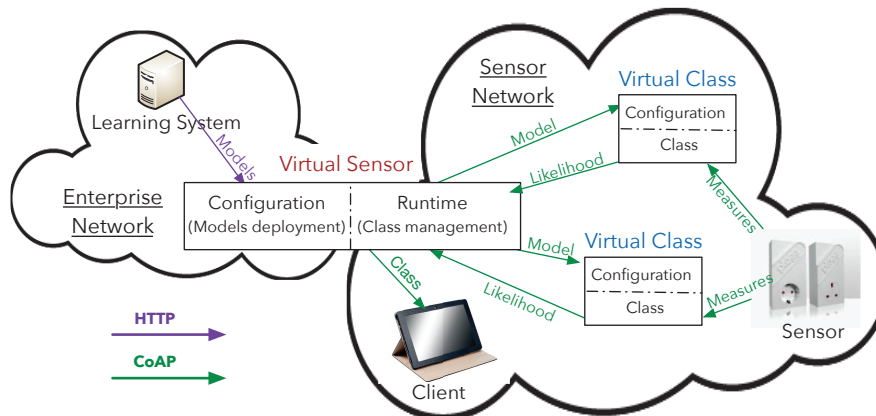 Sensor
Network
Virtual Class
Configuration
Class
Learning System
Models
Model
Likelihood
Measures
Virtual Sensor
Enterprise
Network
Configuration
(Models deployment)
Runtime
(Class management)
Model
Virtual Class
Configuration
Class
Class
Likelihood
Measures
Sensor
HTTP
CoAP
Client